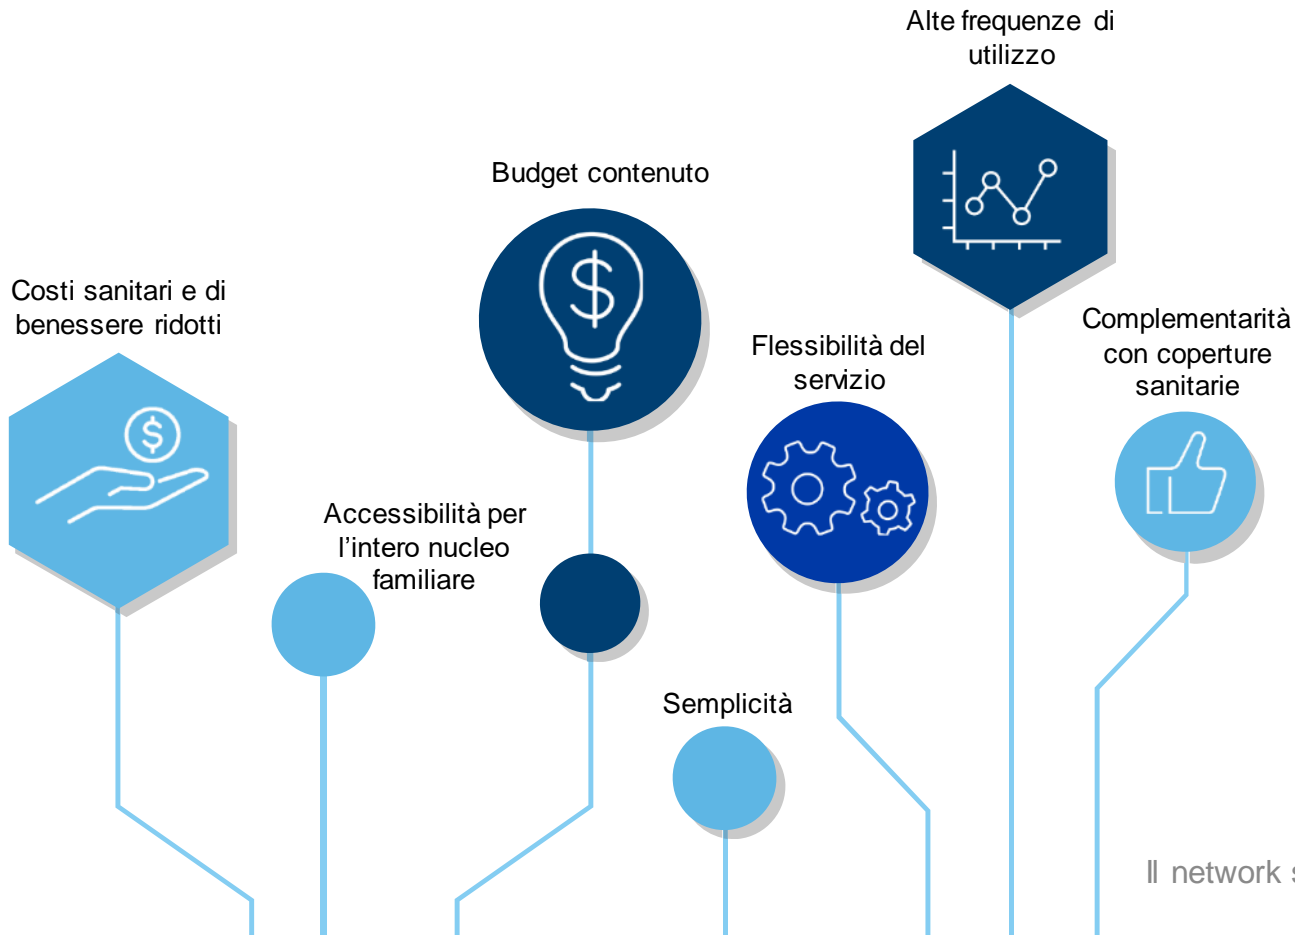 Alte frequenze di
utilizzo
Budget contenuto
Costi sanitari e di
benessere ridotti
Flessibilità del
servizio
Complementarità
con coperture
sanitarie
Accessibilità per
l'intero nucleo
familiare
Semplicità
Il network